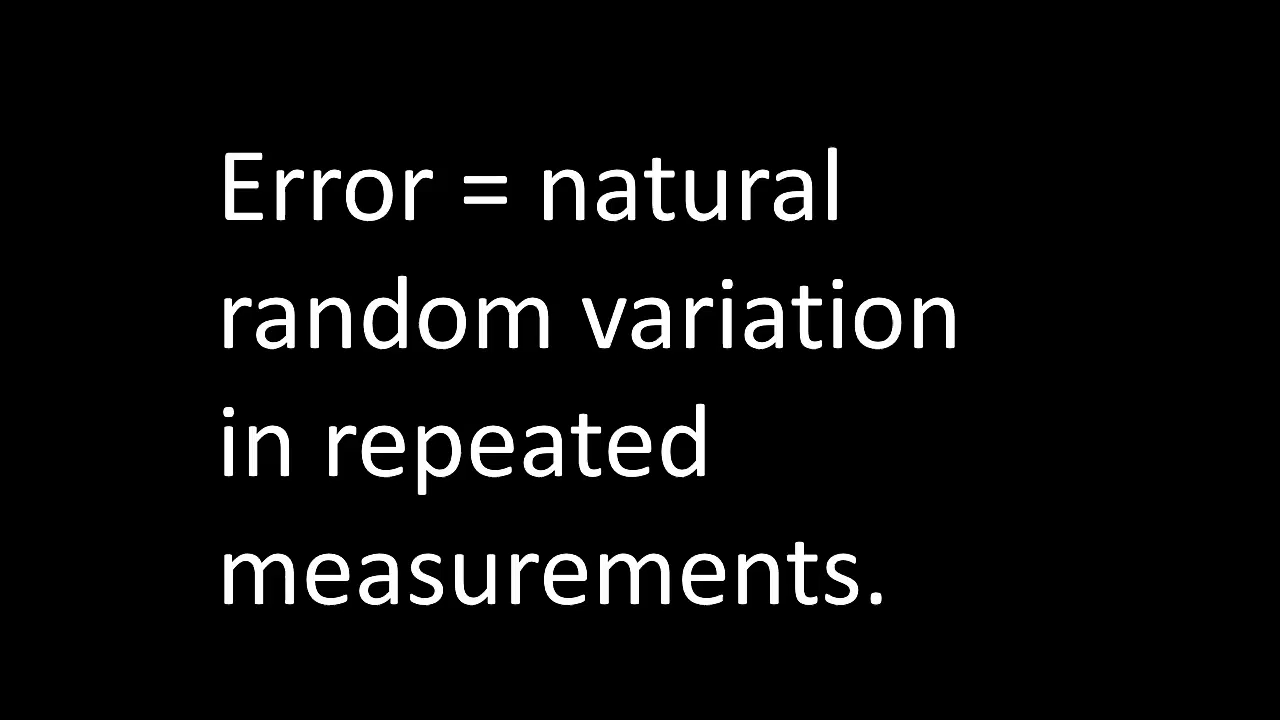 Error = natural
random variation
in repeated
measurements.